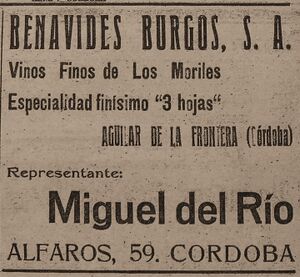 BENAVIDES BURGOS, S. A.
Vinos Finos de Los Moriles
Especialidad finísimo "3 hojas"
AGUILAR DE LA FRONTERA (Córdoba)
Representante:
Miguel del Río
ALFAROS, 59. CORDOBA